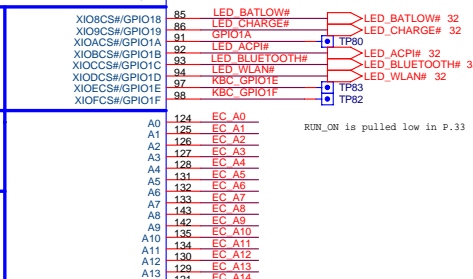 XIO8CS#/GPIO18 85 LED_BATLOW# LED_BATLOW# 32
XIO9CS#/GPIO19 86 LED_CHARGE# LED_CHARGE# 32
XIOACS#/GPIO1A 91 GPIO1A TP80
XIOBCS#/GPIO1B 92 LED_ACPI# LED_ACPI# 32
XIOCCS#/GPIO1C 93 LED_BLUETOOTH# LED_BLUETOOTH# 3
XIODCS#/GPIO1D 94 LED_WLAN# LED_WLAN# 32
XIOECS#/GPIO1E 97 KBC_GPIO1E TP83
XIOFCS#/GPIO1F 98 KBC_GPIO1F TP82
A0 124 EC_A0
RUN_ON is pulled low in P.33
A1 125 EC_A1
A2 126 EC_A2
A3 127 EC_A3
A4 128 EC_A4
A5 131 EC_A5
A6 132 EC_A6
A7 133 EC_A7
A8 143 EC_A8
A9 142 EC_A9
A10 135 EC_A10
A11 134 EC_A11
A12 130 EC_A12
A13 129 EC_A13
121 EC_A14